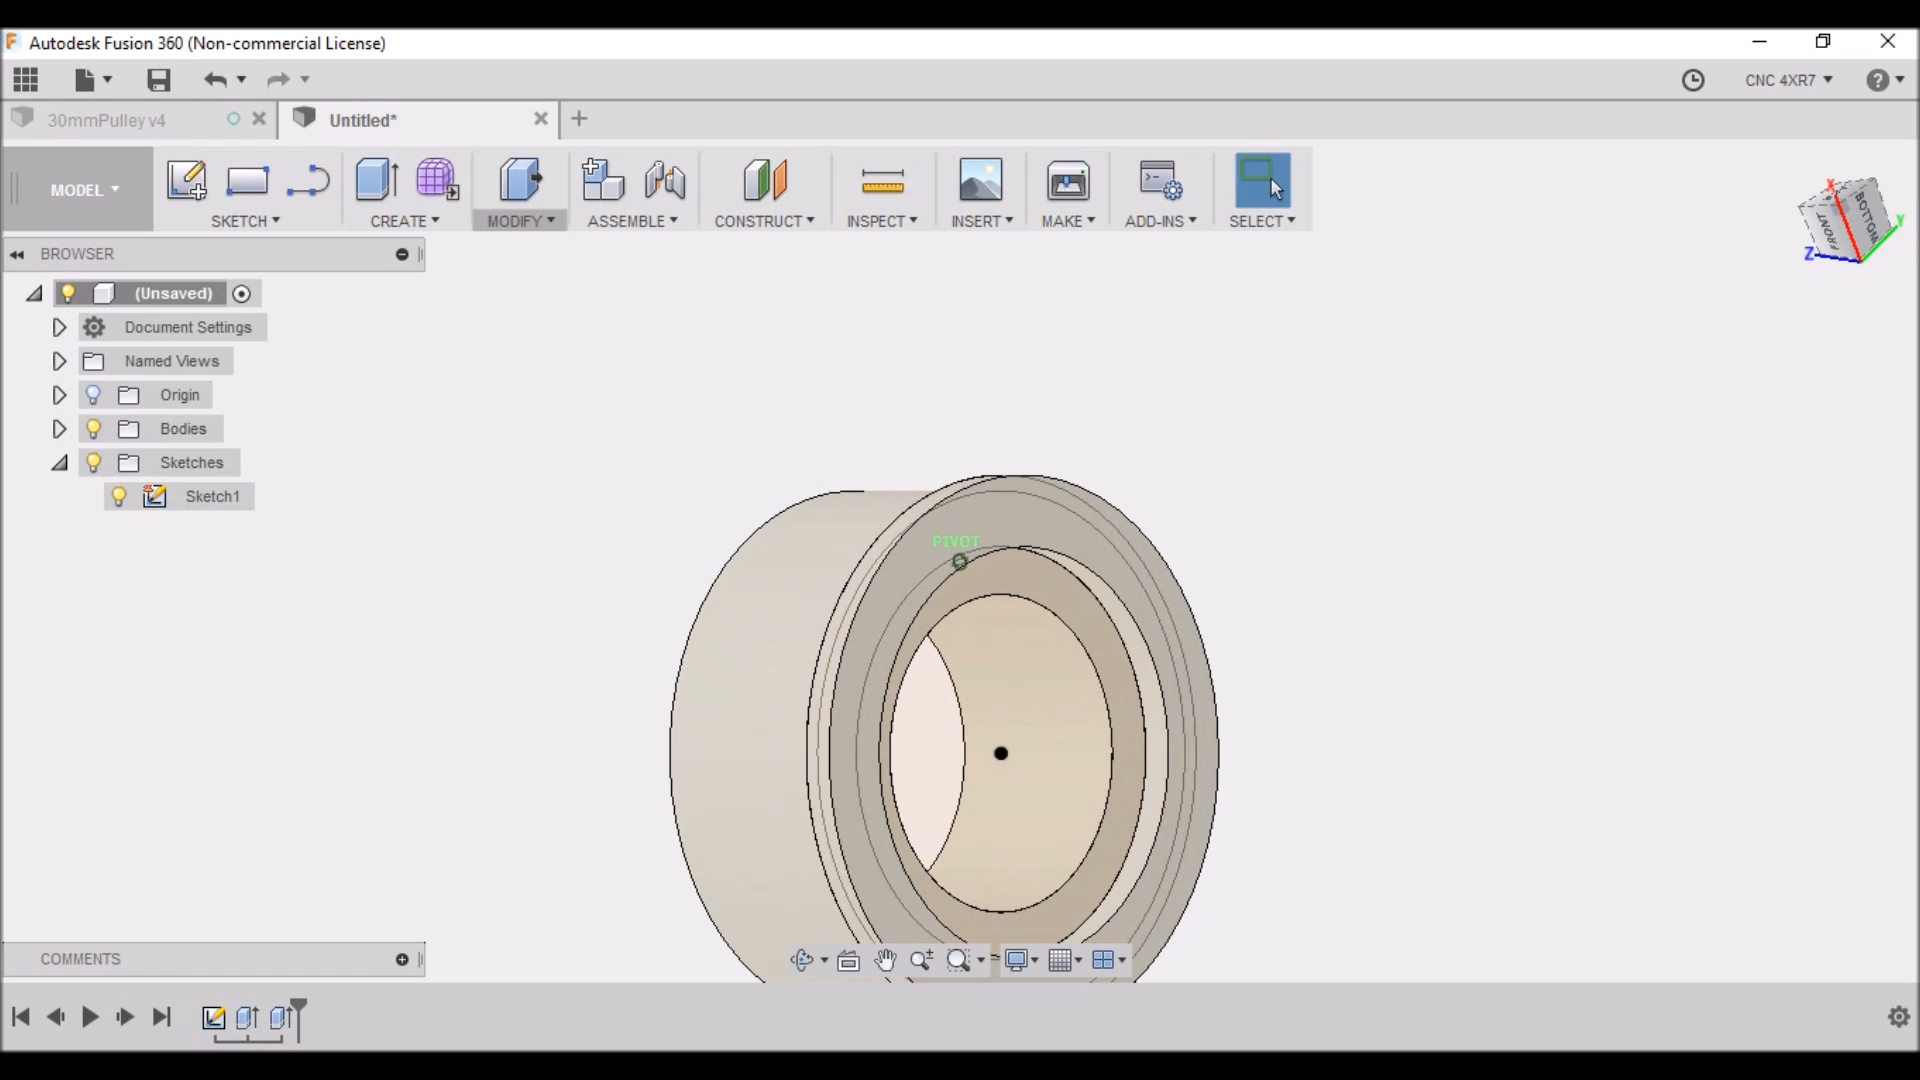 Autodesk Fusion 360 (Non-commercial License)
CNC 4XR7
30mmPulley v4
Untitled*
MODEL
SKETCH
CREATE
MODIFY
ASSEMBLE
CONSTRUCT
INSPECT
INSERT
MAKE
ADD-INS
SELECT
X
FRONT
BOTTOM
Y
Z
BROWSER
(Unsaved)
Document Settings
Named Views
Origin
Bodies
Sketches
Sketch1
PIVOT
COMMENTS